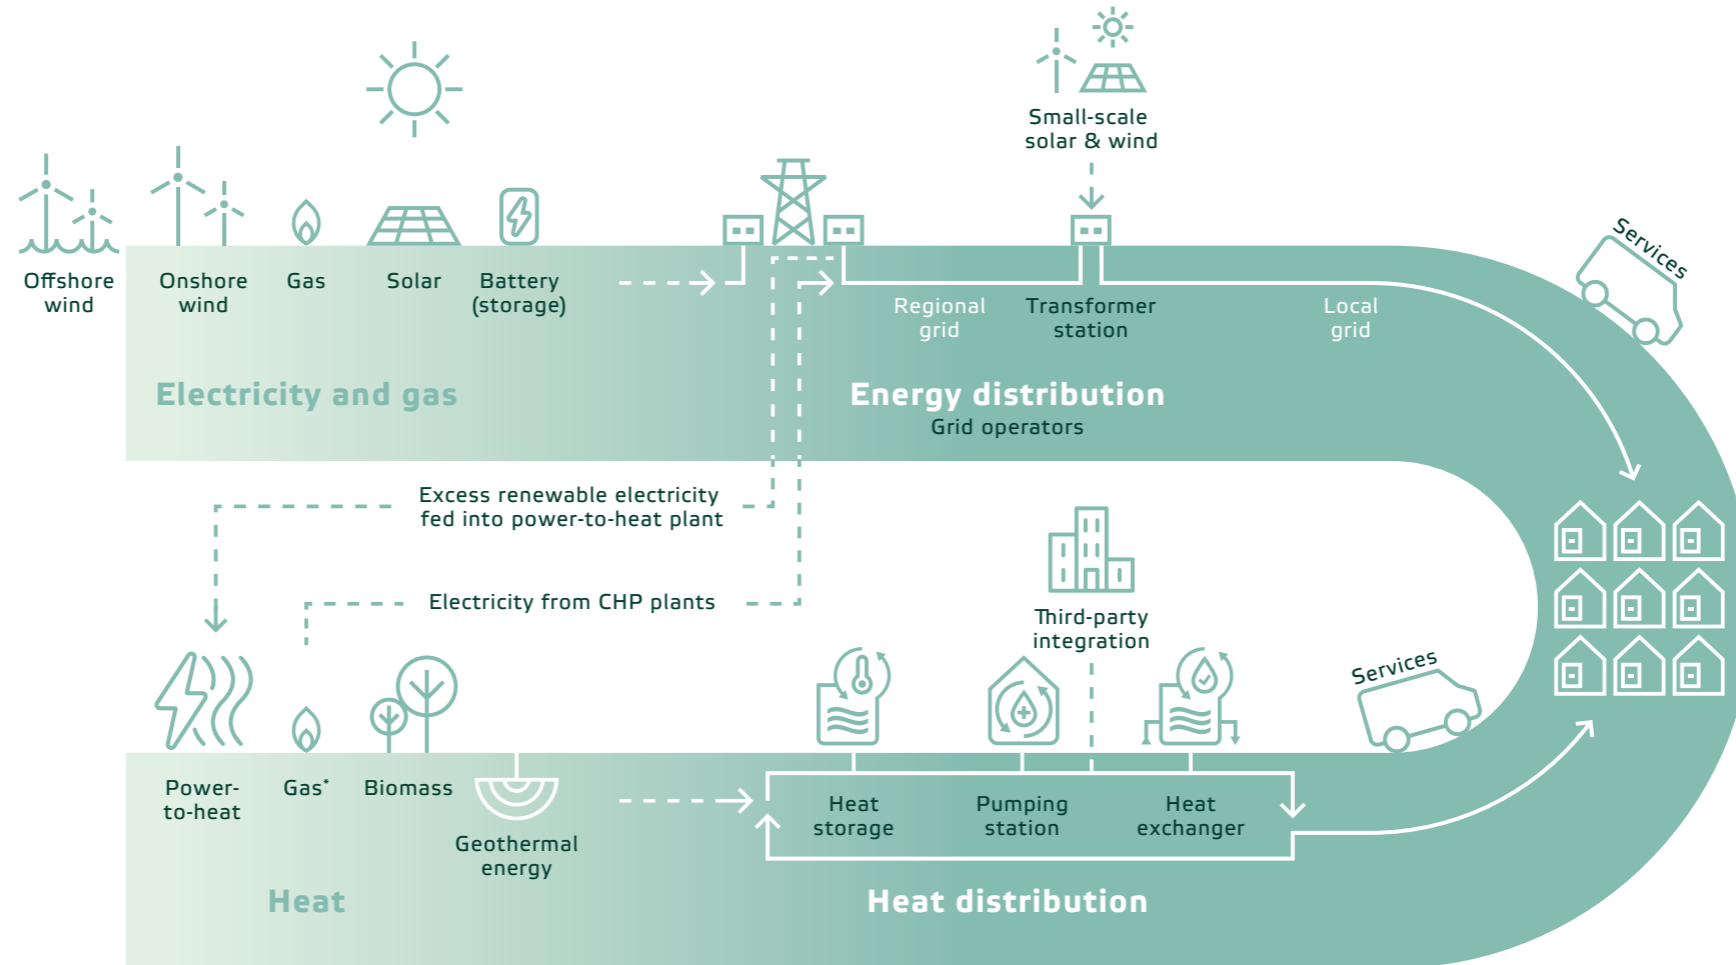 Small-scale
solar & wind
Services
Offshore
wind
Onshore
wind
Gas
Solar
Battery
(storage)
Regional
grid
Transformer
station
Local
grid
Electricity and gas
Energy distribution
Grid operators
Excess renewable electricity
fed into power-to-heat plant
Electricity from CHP plants
Third-party
integration
Services
Power-
to-heat
Gas*
Biomass
Geothermal
energy
Heat
storage
Pumping
station
Heat
exchanger
Heat
Heat distribution